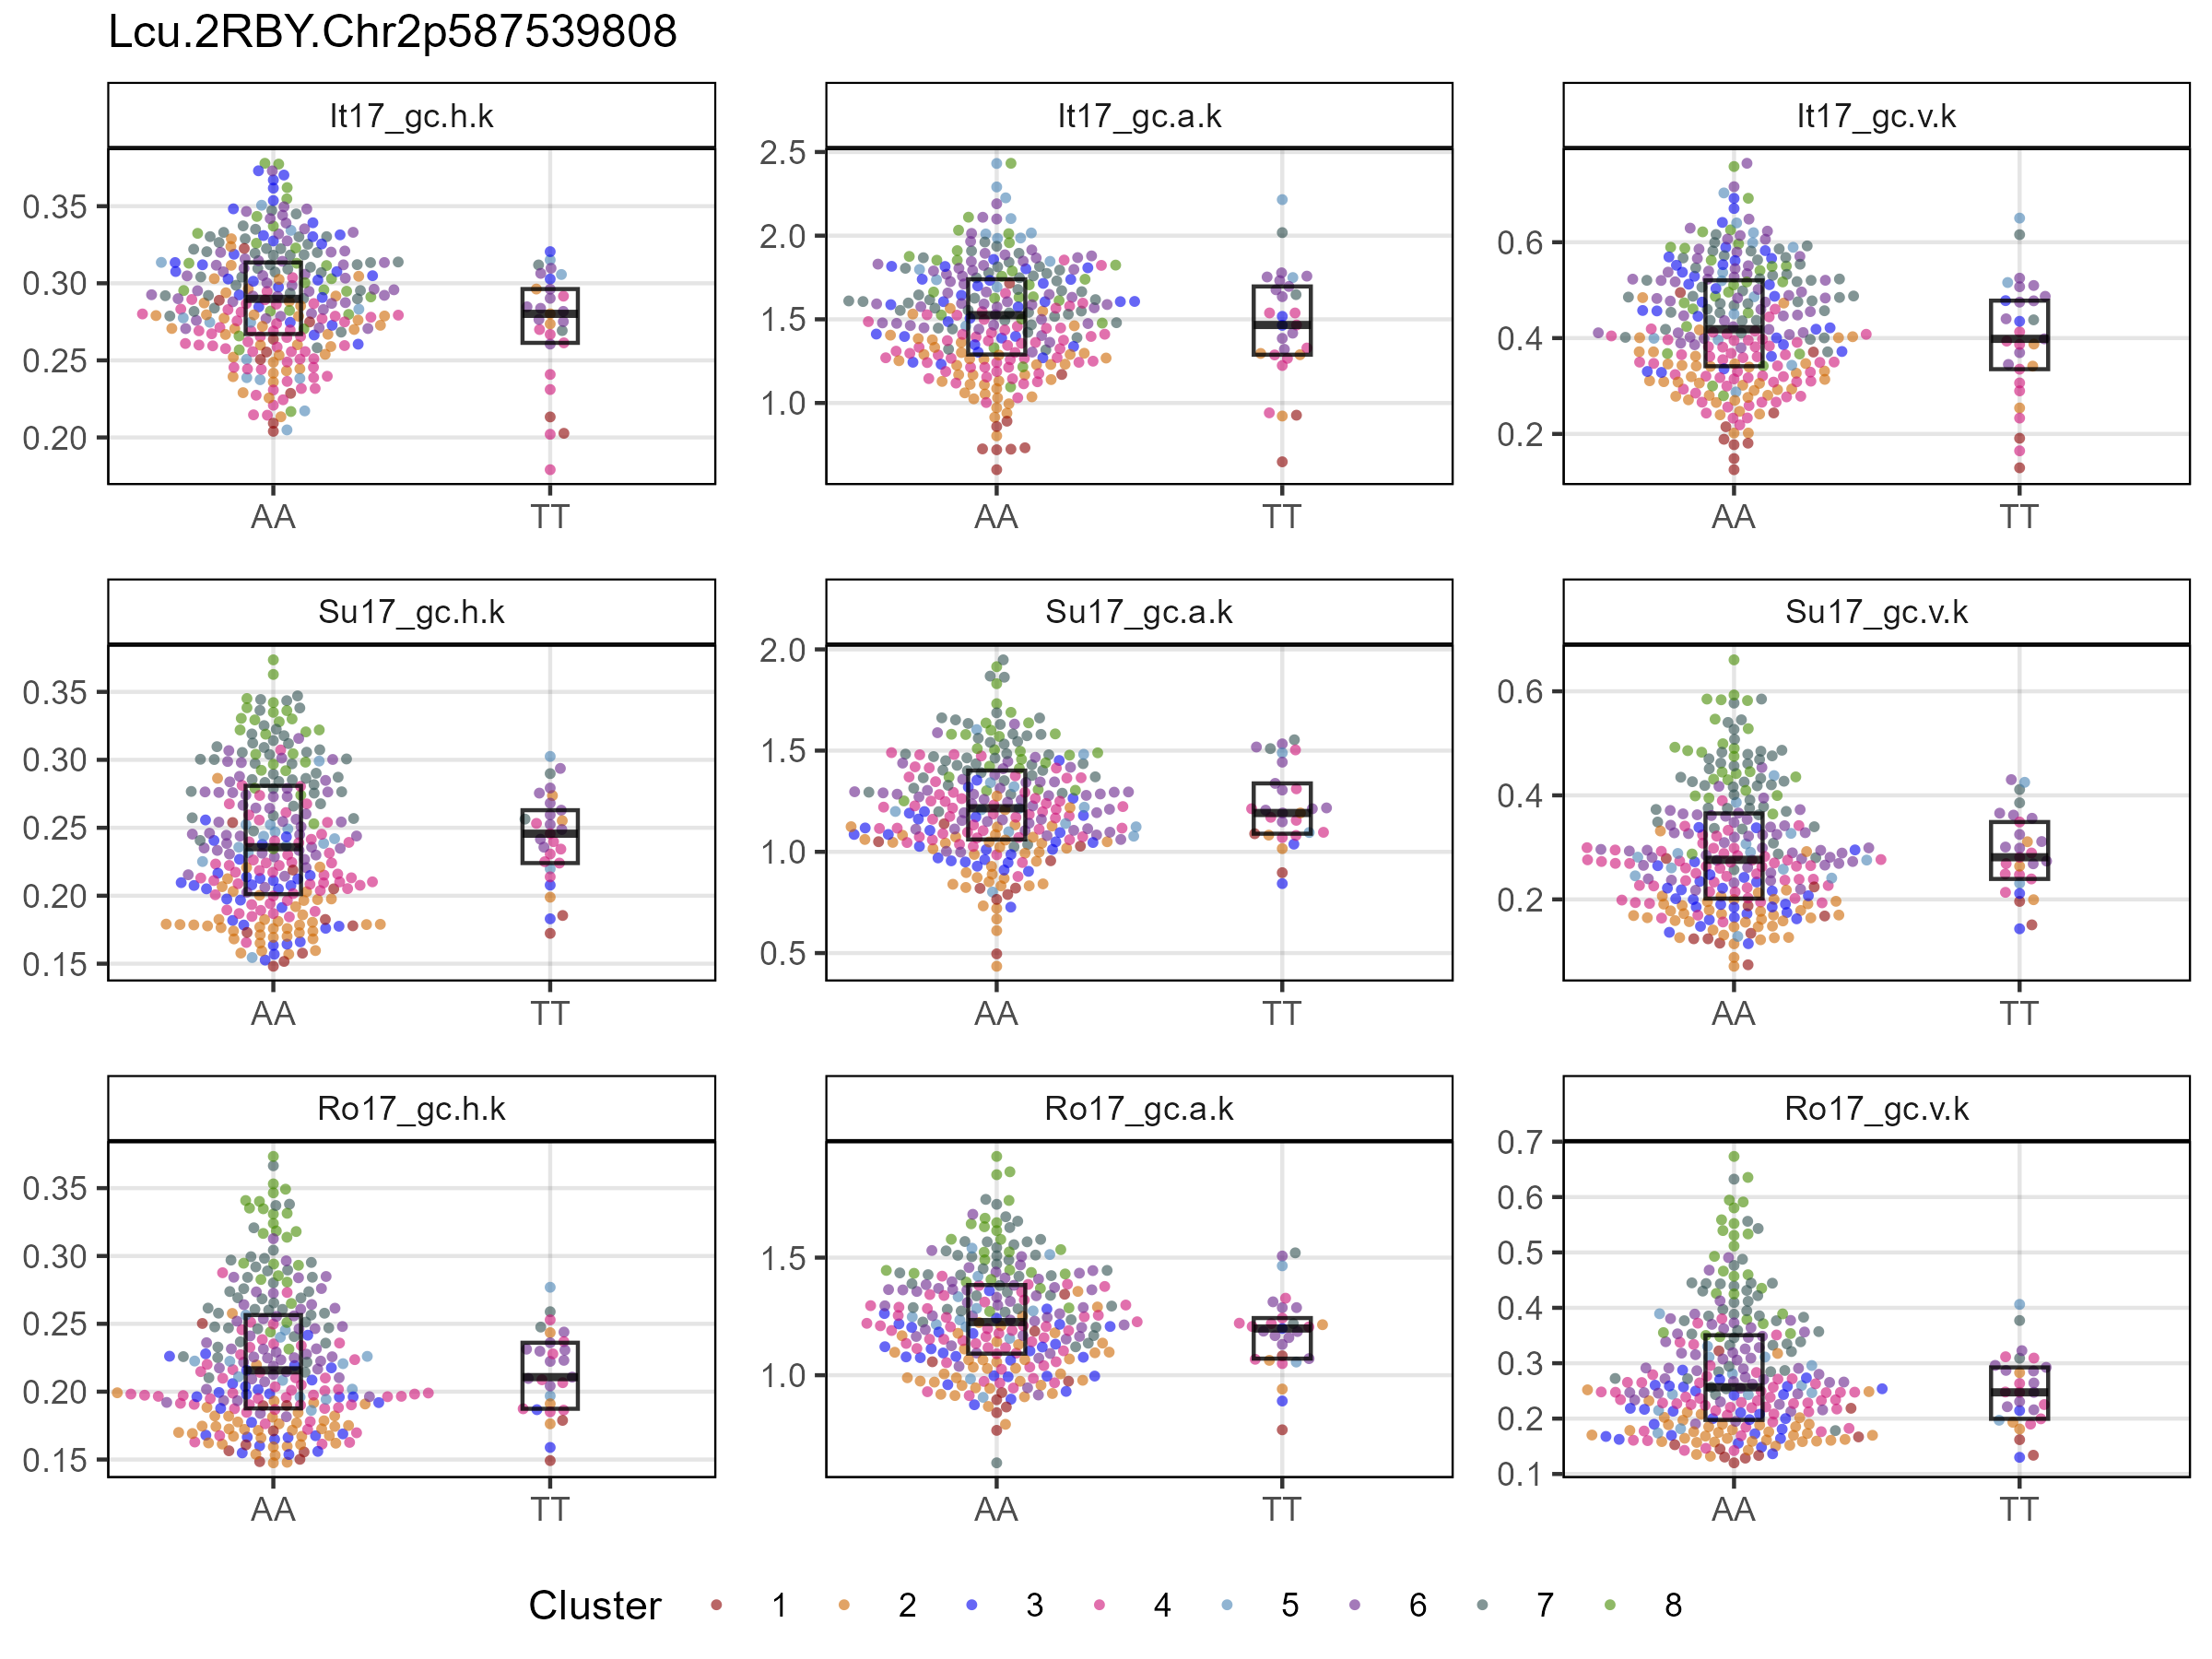 Lcu.2RBY.Chr2p587539808
It17_gc.h.k
It17_gc.a.k
It17_gc.v.k
0.35
0.30
0.25
0.20
2.5
2.0
1.5
1.0
0.6
0.4
0.2
AA TT
AA TT
AA TT
Su17_gc.h.k
Su17_gc.a.k
Su17_gc.v.k
0.35
0.30
0.25
0.20
0.15
2.0
1.5
1.0
0.5
0.6
0.4
0.2
AA TT
AA TT
AA TT
Ro17_gc.h.k
Ro17_gc.a.k
Ro17_gc.v.k
0.35
0.30
0.25
0.20
0.15
1.5
1.0
0.7
0.6
0.5
0.4
0.3
0.2
0.1
AA TT
AA TT
AA TT
Cluster 1 2 3 4 5 6 7 8